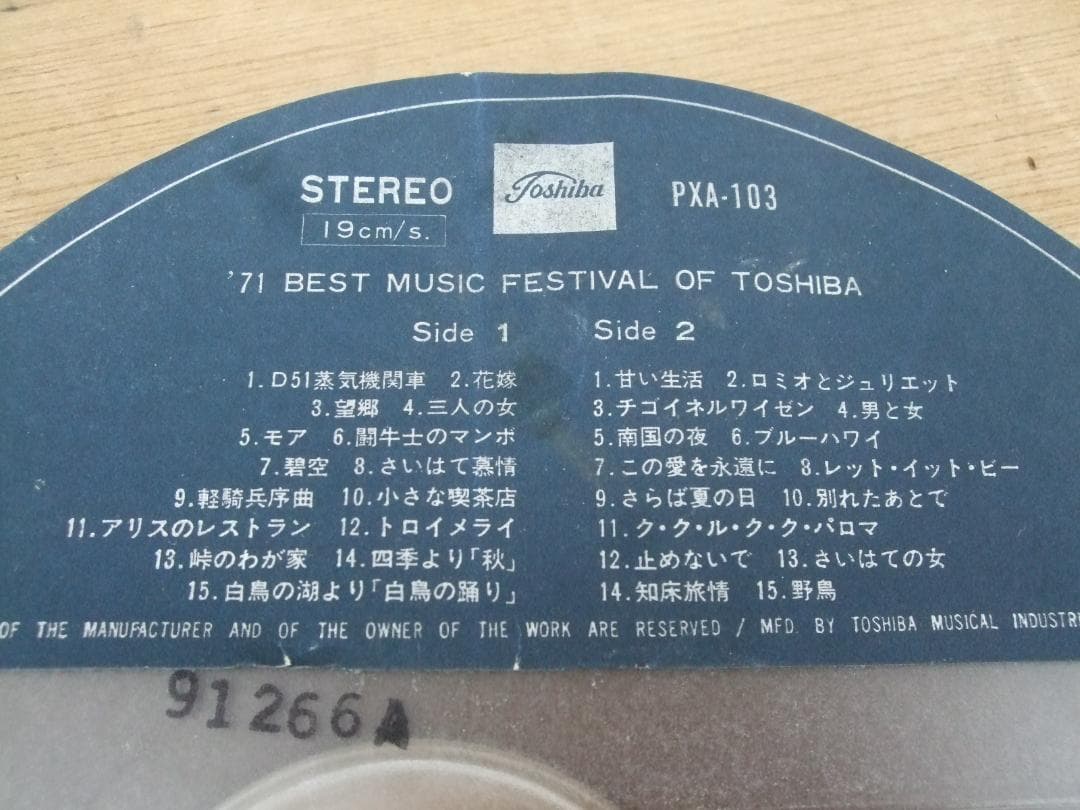 STEREO Toshiba PXA-103
19cm/s.
'71 BEST MUSIC FESTIVAL OF TOSHIBA
Side 1
1.D51蒸気機関車 2.花嫁
3.望郷 4.三人の女
5.モア 6.闘牛士のマンボ
7.碧空 8.さいはて慕情
9.軽騎兵序曲 10.小さな喫茶店
11.アリスのレストラン 12.トロイメライ
13.峠のわが家 14.四季より「秋」
15.白鳥の湖より「白鳥の踊り」
Side 2
1.甘い生活 2.ロミオとジュリエット
3.チゴイネルワイゼン 4.男と女
5.南国の夜 6.ブルーハワイ
7.この愛を永遠に 8.レット・イット・ビー
9.さらば夏の日 10.別れたあとで
11.ク・ク・ル・ク・ク・パロマ
12.止めないで 13.さいはての女
14.知床旅情 15.野鳥
OF THE MANUFACTURER AND OF THE OWNER OF THE WORK ARE RESERVED / MFD. BY TOSHIBA MUSICAL
91266A